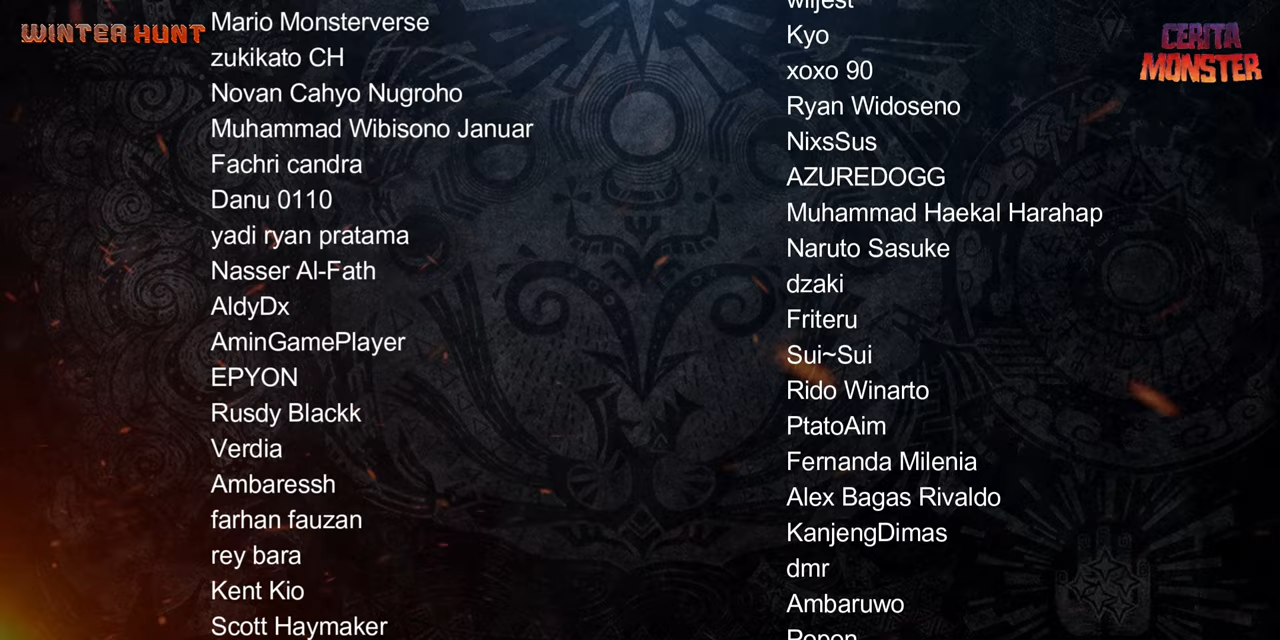 WINTER HUNT
CERITA
MONSTER
Mario Monsterverse
zukikato CH
Novan Cahyo Nugroho
Muhammad Wibisono Januar
Fachri candra
Danu 0110
yadi ryan pratama
Nasser Al-Fath
AldyDx
AminGamePlayer
EPYON
Rusdy Blackk
Verdia
Ambaressh
farhan fauzan
rey bara
Kent Kio
Scott Haymaker
Kyo
xoxo 90
Ryan Widoseno
NixsSus
AZUREDOGG
Muhammad Haekal Harahap
Naruto Sasuke
dzaki
Friteru
Sui~Sui
Rido Winarto
PtatoAim
Fernanda Milenia
Alex Bagas Rivaldo
KanjengDimas
dmr
Ambaruwo